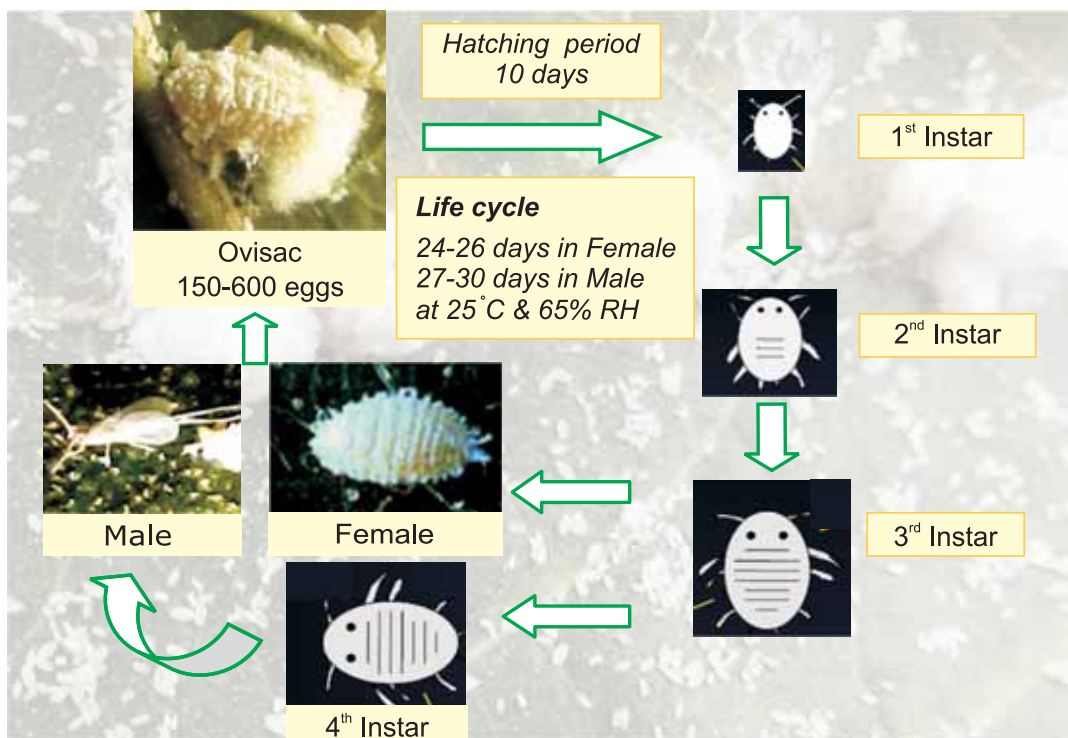 Hatching period
10 days
1st Instar
Life cycle
24-26 days in Female
27-30 days in Male
at 25°C & 65% RH
Ovisac
150-600 eggs
2nd Instar
3rd Instar
Male
Female
4th Instar